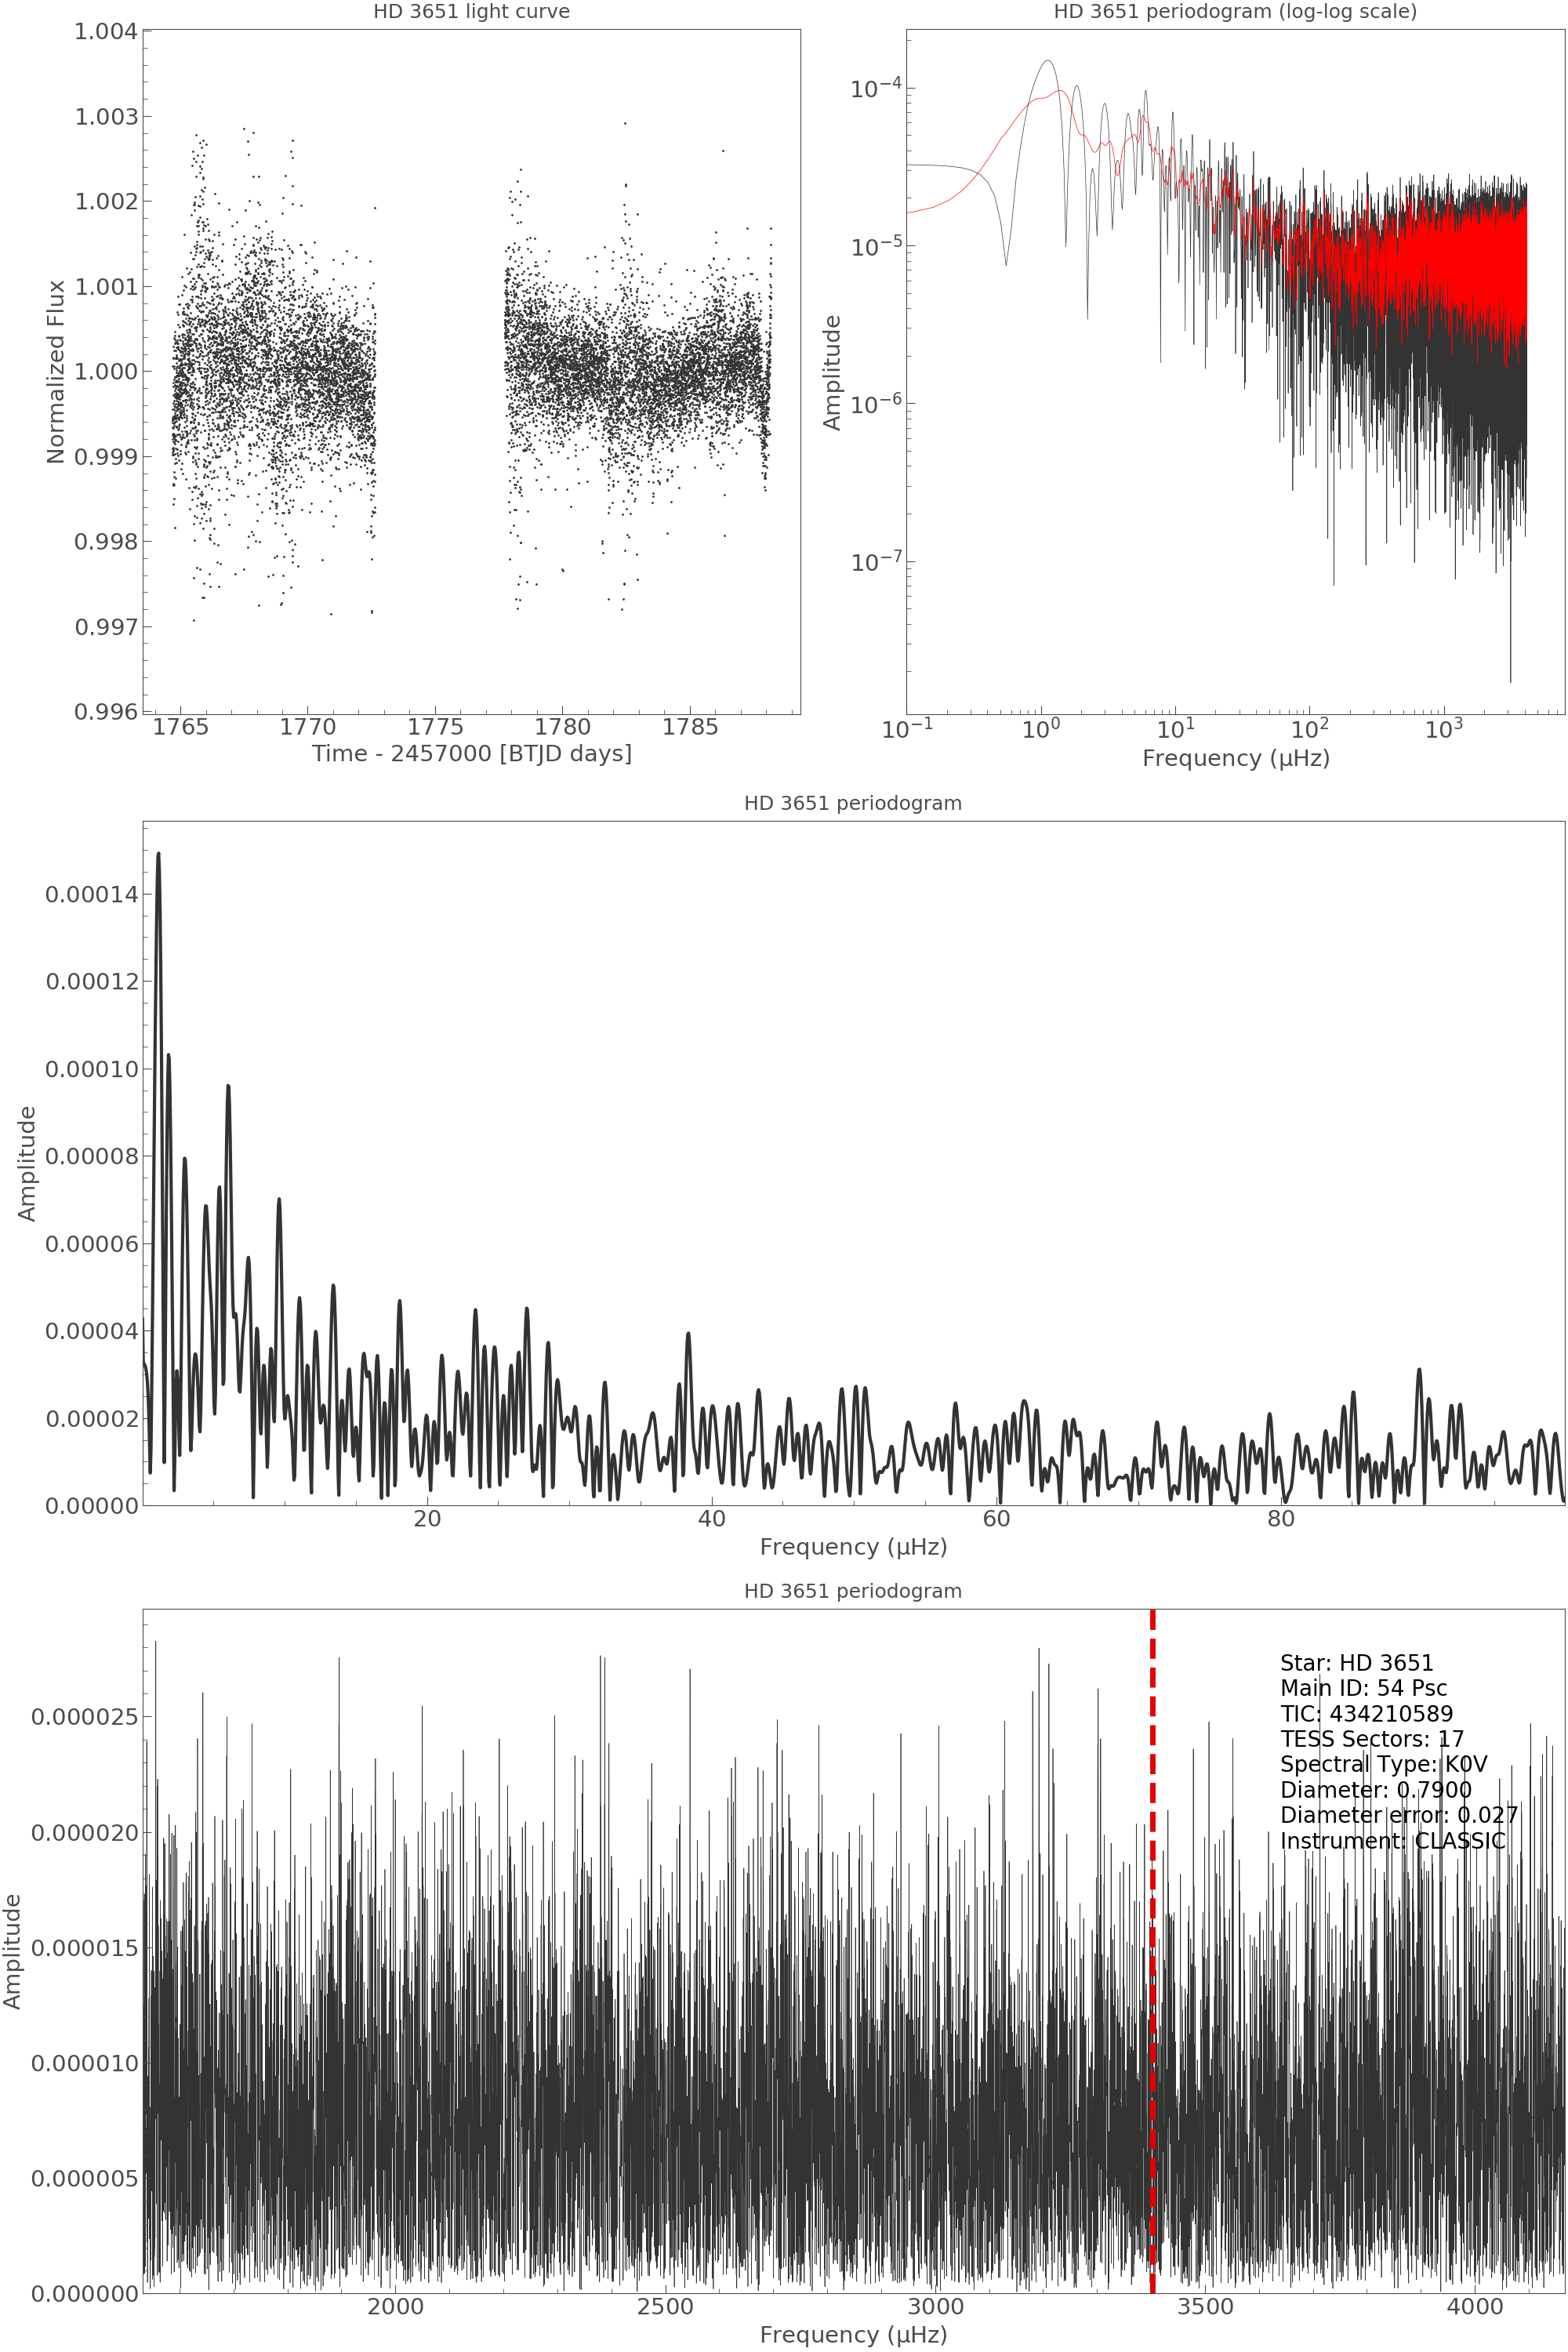 HD 3651 light curve
1.004
1.003
1.002
1.001
1.000
0.999
0.998
0.997
0.996
Normalized Flux
1765 1770 1775 1780 1785
Time - 2457000 [BTJD days]
HD 3651 periodogram (log-log scale)
10⁻⁴
10⁻⁵
10⁻⁶
10⁻⁷
Amplitude
10⁻¹ 10⁰ 10¹ 10² 10³
Frequency (μHz)
HD 3651 periodogram
0.00014
0.00012
0.00010
0.00008
0.00006
0.00004
0.00002
0.00000
Amplitude
20 40 60 80
Frequency (μHz)
HD 3651 periodogram
0.000025
0.000020
0.000015
0.000010
0.000005
0.000000
Amplitude
Star: HD 3651
Main ID: 54 Psc
TIC: 434210589
TESS Sectors: 17
Spectral Type: K0V
Diameter: 0.7900
Diameter error: 0.027
Instrument: CLASSIC
2000 2500 3000 3500 4000
Frequency (μHz)